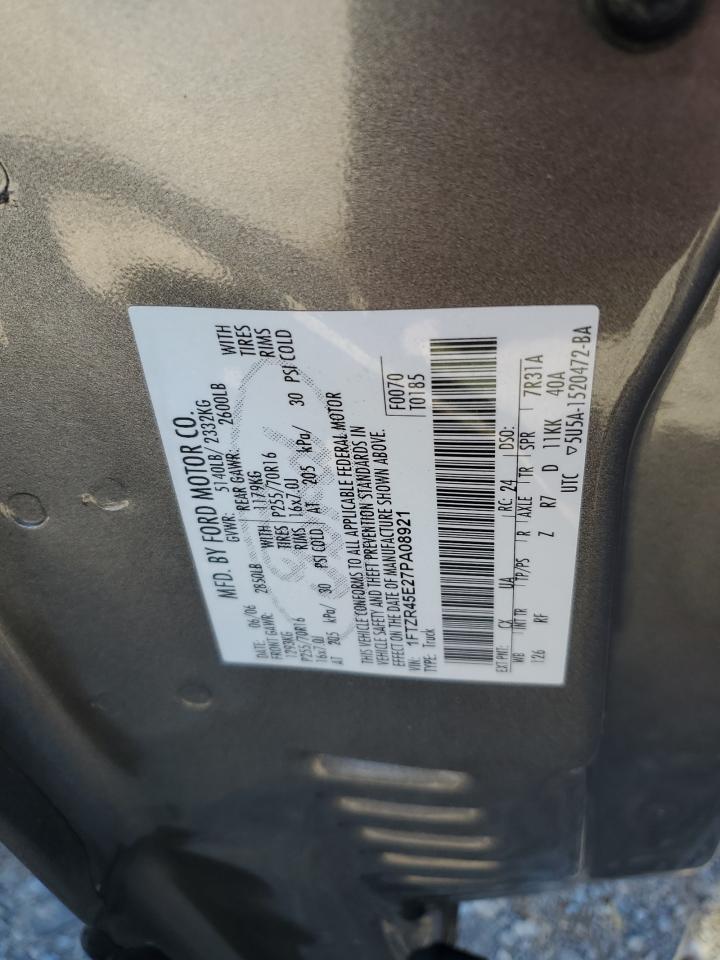 MFD. BY FORD MOTOR CO.
DATE: 06/06 GVWR: 5140LB/ 2332KG
FRONT GAWR: 2850LB REAR GAWR: 2600LB
1293KG WITH 1179KG WITH
P255/70R16 TIRES P255/70R16 TIRES
16x7.0J RIMS 16x7.0J RIMS
AT 205 kPa/ 30 PSI COLD AT 205 kPa/ 30 PSI COLD
THIS VEHICLE CONFORMS TO ALL APPLICABLE FEDERAL MOTOR
VEHICLE SAFETY AND THEFT PREVENTION STANDARDS IN
EFFECT ON THE DATE OF MANUFACTURE SHOWN ABOVE.
VIN: 1FTZR45E27PA08921 F0070
TYPE: Truck T0185
EXT PNT: CX UA RC: 24 DSO:
WB INT TR TP/PS R AXLE TR SPR 7R31A
126 RF Z R7 D 11KK 40A
UTC ▽5U5A-1520472-BA